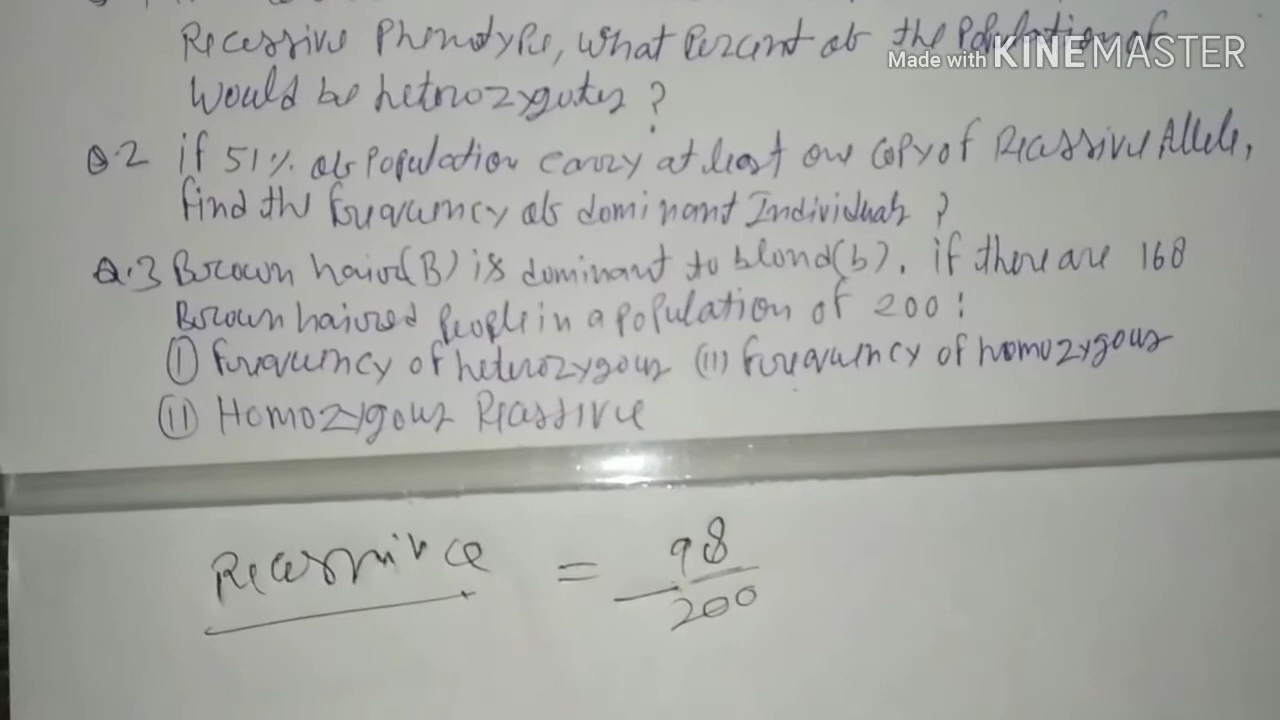 Recessive Phenotype, what Percent of the Population of
Made with KINEMASTER
would be heterozygotes ?
Q.2 if 51% of Population carry at least one copy of Recessive Allele,
find the frequency of dominant Individuals ?
Q.3 Brown hair(B) is dominant to blond(b). if there are 168
Brown haired People in a population of 200 :
(I) frequency of heterozygous (II) frequency of homozygous
(II) Homozygous Recessive
Recessive = 98
200